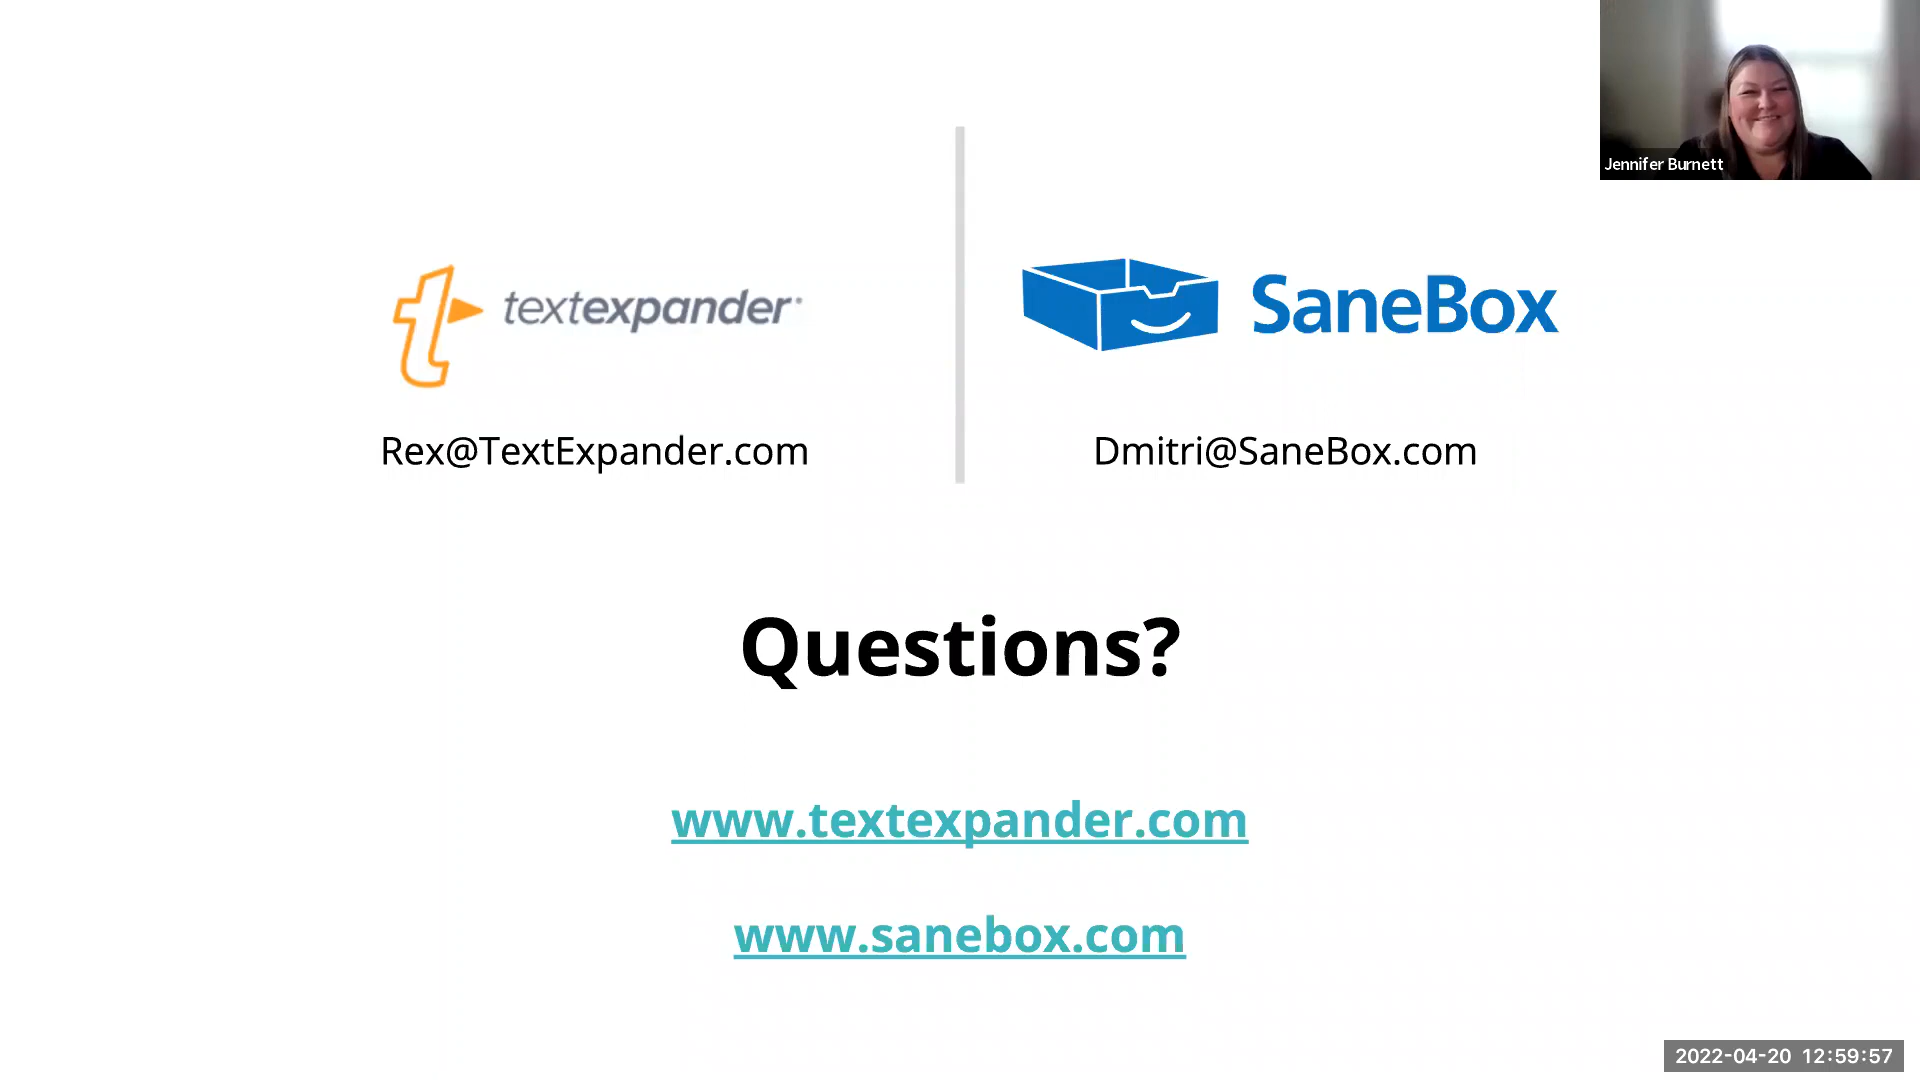 Jennifer Burnett
textexpander
SaneBox
Rex@TextExpander.com
Dmitri@SaneBox.com
Questions?
www.textexpander.com
www.sanebox.com
2022-04-20 12:59:57